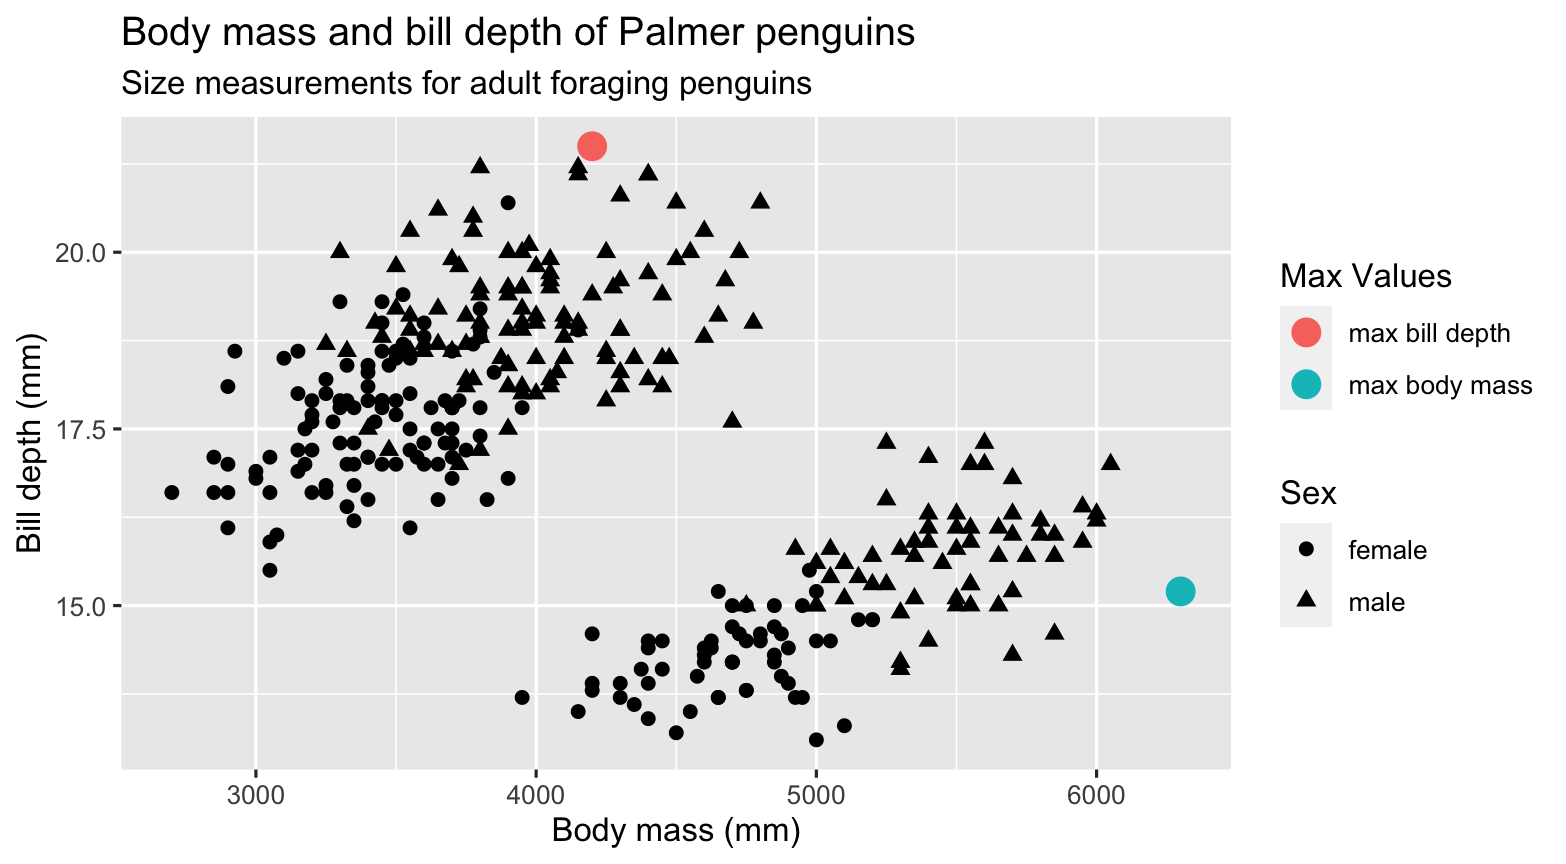 Body mass and bill depth of Palmer penguins
Size measurements for adult foraging penguins
Bill depth (mm)
20.0
17.5
15.0
3000
4000
5000
6000
Body mass (mm)
Max Values
max bill depth
max body mass
Sex
female
male